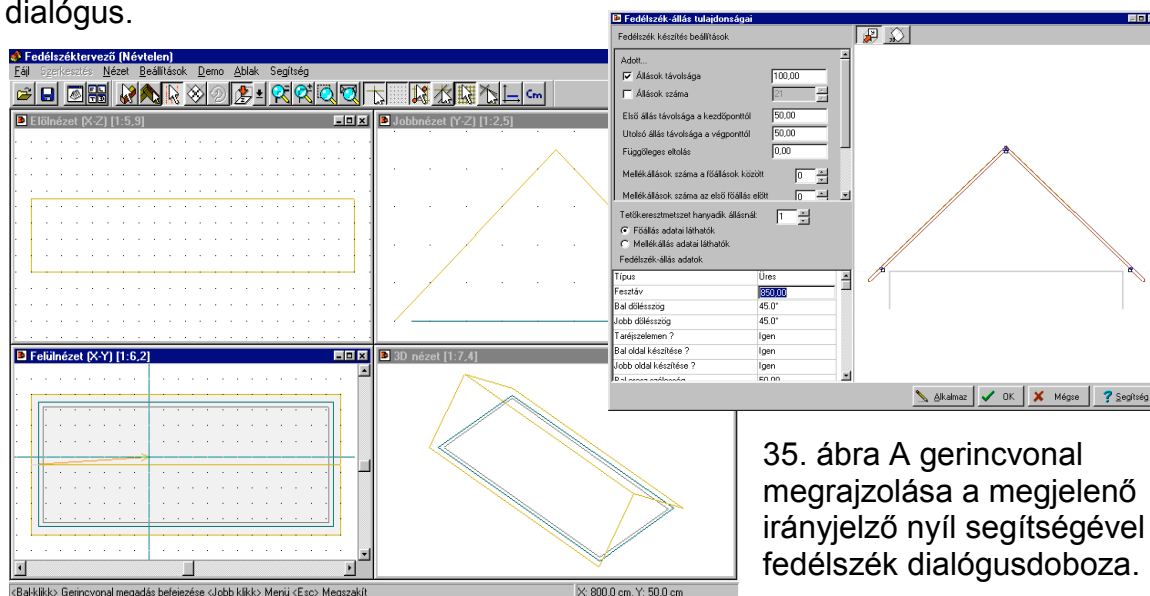 dialógus.
Fedélszéktervező (Névtelen)
Fájl Szerkesztés Nézet Beállítások Demo Ablak Segítség
Cm
Előlnézet (X-Z) [1:5,9]
Jobbnézet (Y-Z) [1:2,5]
Felülnézet (X-Y) [1:6,2]
3D nézet [1:7,4]
<Bal-klikk> Gerincvonal megadás befejezése <Jobb klikk> Menü <Esc> Megszakít
X: 800.0 cm, Y: 50.0 cm
Fedélszék-állás tulajdonságai
Fedélszék készítés beállítások
Adott...
Állások távolsága 100,00
Állások száma 21
Első állás távolsága a kezdőponttól 50,00
Utolsó állás távolsága a végponttól 50,00
Függőleges eltolás 0,00
Mellékállások száma a főállások között 0
Mellékállások száma az első főállás előtt 0
Tetőkeresztmetszet hanyadik állásnál: 1
Főállás adatai láthatók
Mellékállás adatai láthatók
Fedélszék-állás adatok
Típus Üres
Fesztáv 850,00
Bal dőlésszög 45.0°
Jobb dőlésszög 45.0°
Taréjszelemen ? Igen
Bal oldal készítése ? Igen
Jobb oldal készítése ? Igen
Bal eresz szélesség 50,00
Alkalmaz OK Mégse Segítség
35. ábra A gerincvonal
megrajzolása a megjelenő
irányjelző nyíl segítségével
fedélszék dialógusdoboza.